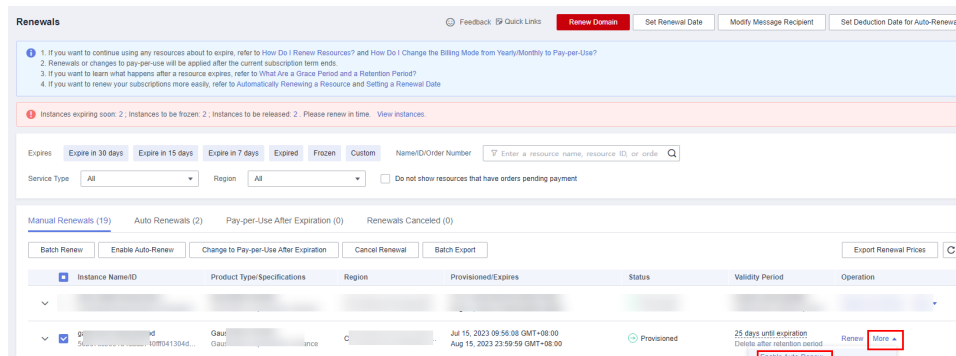 Renewals
Feedback Quick Links Renew Domain Set Renewal Date Modify Message Recipient Set Deduction Date for Auto-Renewa
1. If you want to continue using any resources about to expire, refer to How Do I Renew Resources? and How Do I Change the Billing Mode from Yearly/Monthly to Pay-per-Use?
2. Renewals or changes to pay-per-use will be applied after the current subscription term ends.
3. If you want to learn what happens after a resource expires, refer to What Are a Grace Period and a Retention Period?
4. If you want to renew your subscriptions more easily, refer to Automatically Renewing a Resource and Setting a Renewal Date
Instances expiring soon: 2 ; Instances to be frozen: 2 ; Instances to be released: 2 . Please renew in time. View instances.
Expires Expire in 30 days Expire in 15 days Expire in 7 days Expired Frozen Custom Name/ID/Order Number Enter a resource name, resource ID, or orde
Service Type All Region All Do not show resources that have orders pending payment
Manual Renewals (19) Auto Renewals (2) Pay-per-Use After Expiration (0) Renewals Canceled (0)
Batch Renew Enable Auto-Renew Change to Pay-per-Use After Expiration Cancel Renewal Batch Export Export Renewal Prices
Instance Name/ID Product Type/Specifications Region Provisioned/Expires Status Validity Period Operation
Jul 15, 2023 09:56:08 GMT+08:00
Aug 15, 2023 23:59:59 GMT+08:00
Provisioned
25 days until expiration
Delete after retention period
Renew More
Enable Auto-Renew